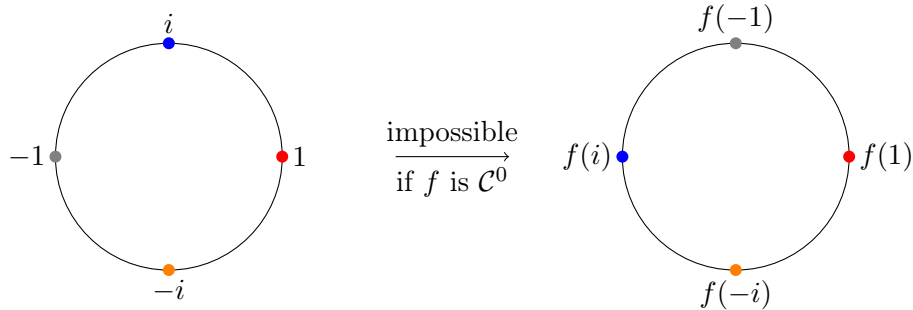 i
-1
1
-i
impossible
if f is C⁰
f(-1)
f(i)
f(1)
f(-i)